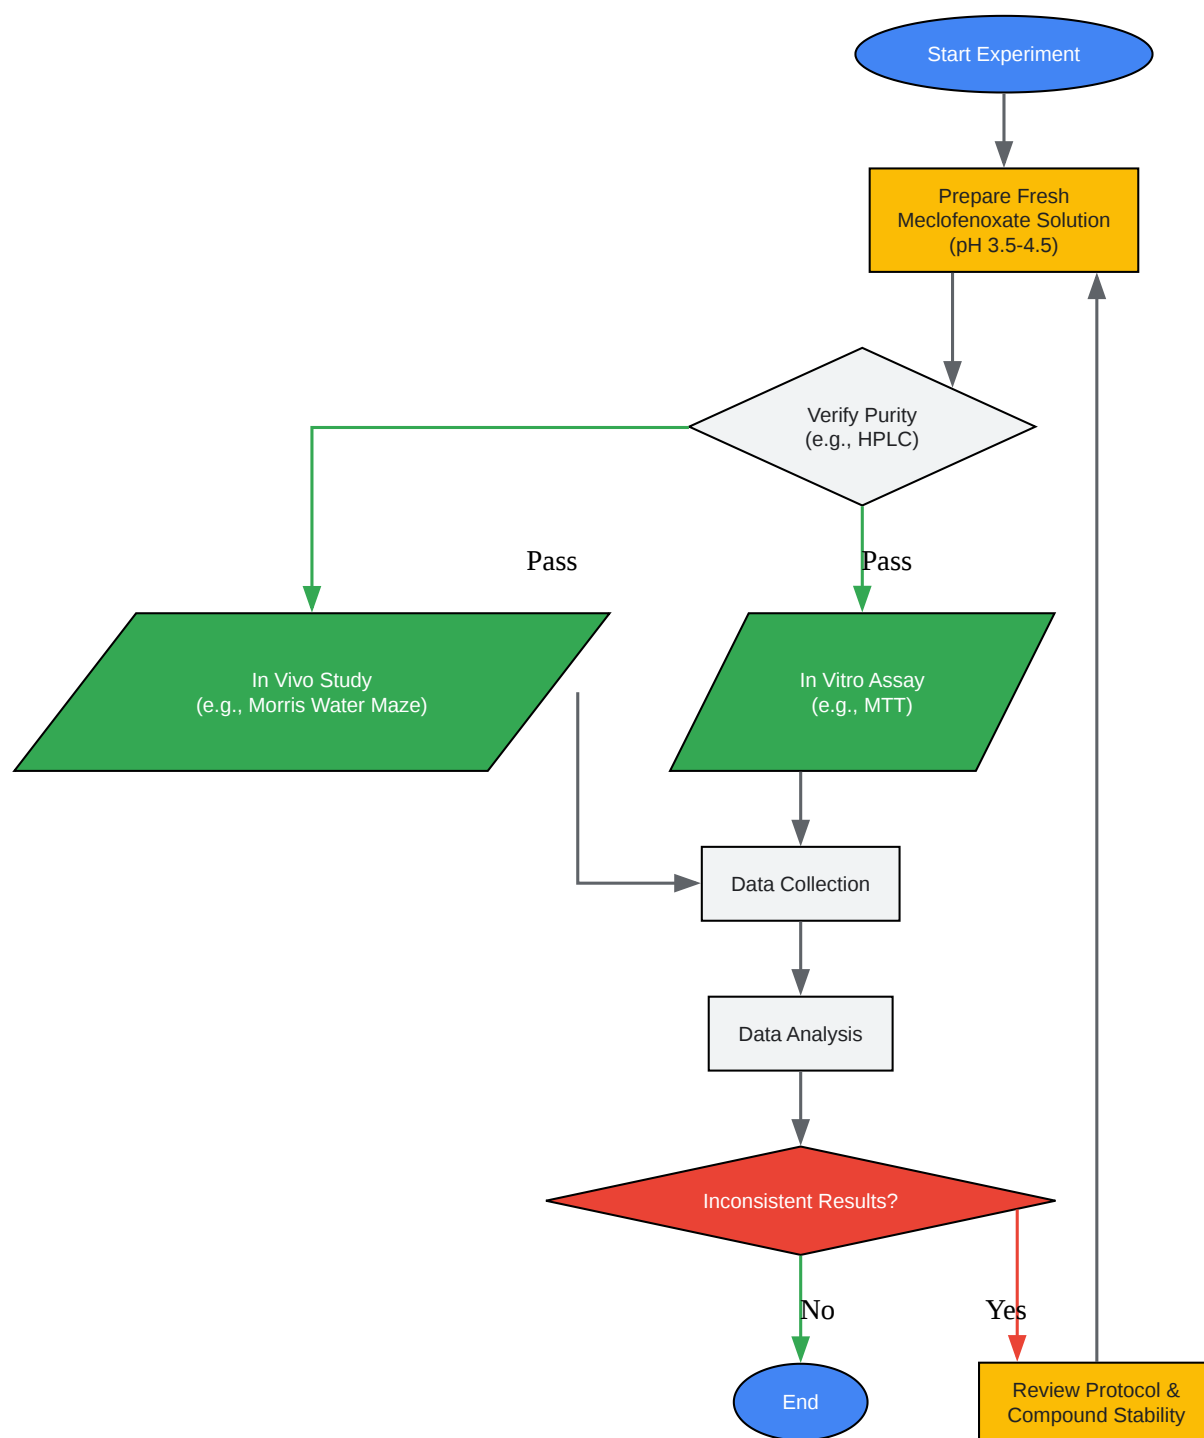 Start Experiment
Prepare Fresh
Meclofenoxate Solution
(pH 3.5-4.5)
Verify Purity
(e.g., HPLC)
Pass
Pass
In Vivo Study
(e.g., Morris Water Maze)
In Vitro Assay
(e.g., MTT)
Data Collection
Data Analysis
Inconsistent Results?
No
Yes
End
Review Protocol &
Compound Stability